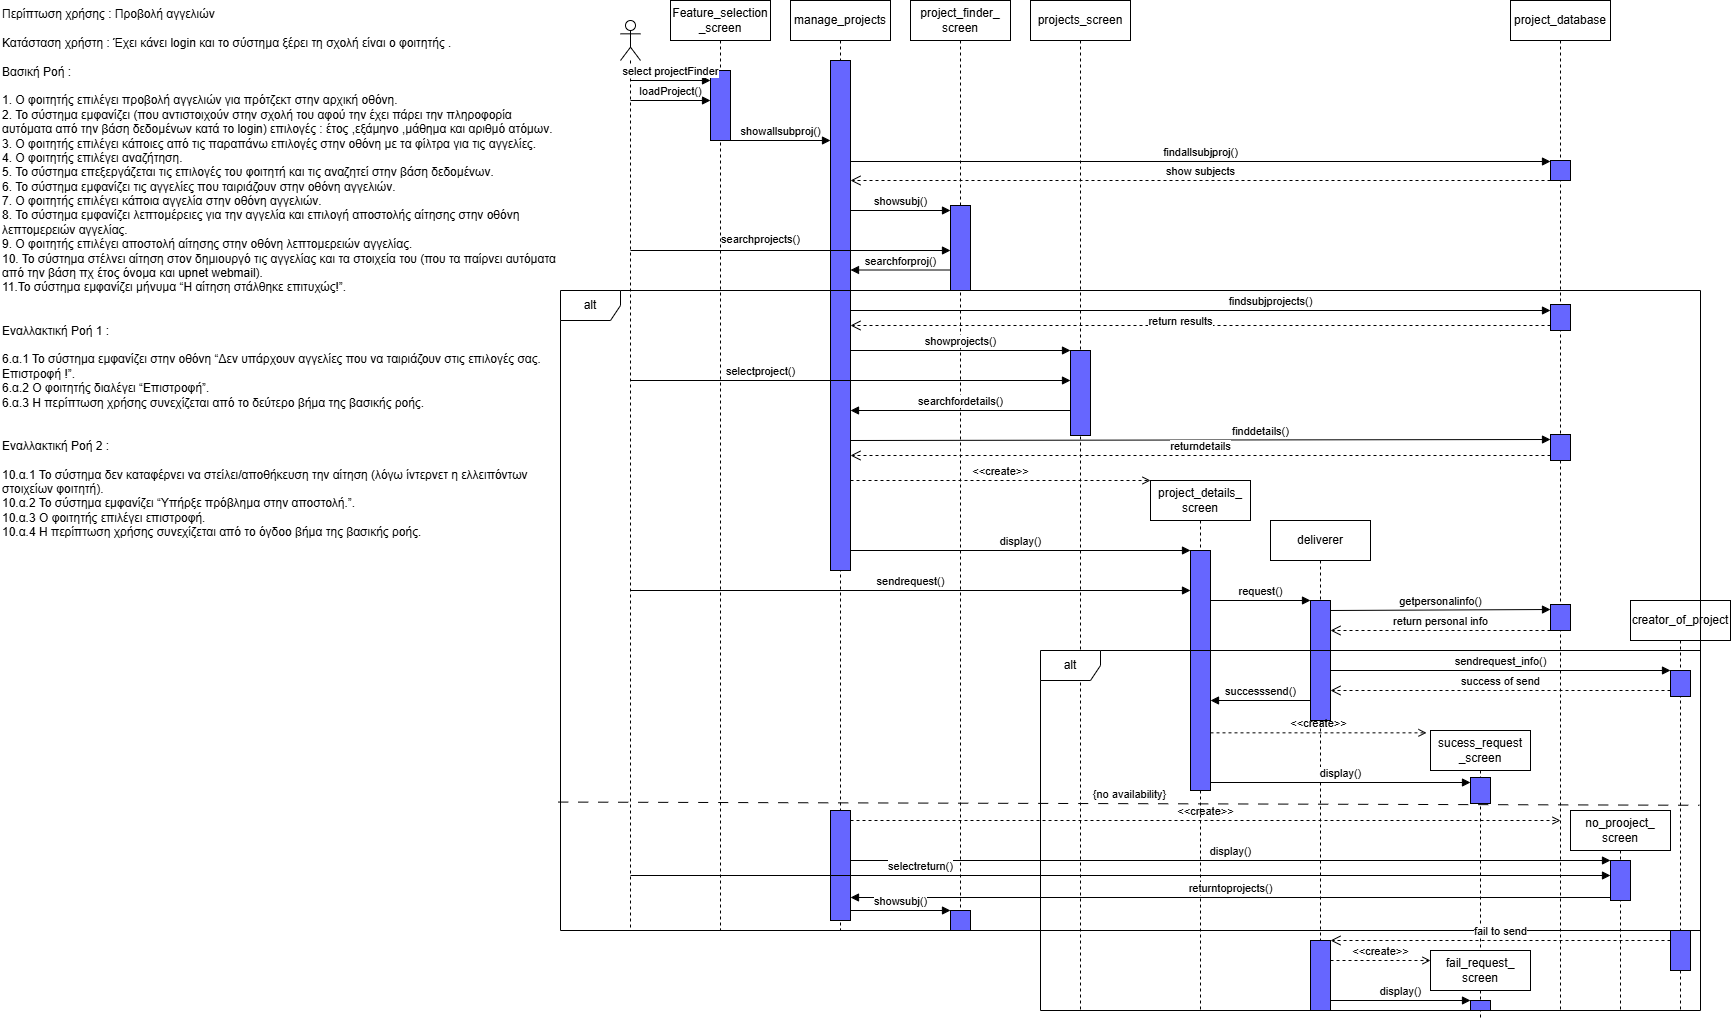 Περίπτωση χρήσης : Προβολή αγγελιών
Κατάσταση χρήστη : Έχει κάνει login και το σύστημα ξέρει τη σχολή είναι ο φοιτητής .
Βασική Ροή :
1. Ο φοιτητής επιλέγει προβολή αγγελιών για πρότζεκτ στην αρχική οθόνη.
2. Το σύστημα εμφανίζει (που αντιστοιχούν στην σχολή του αφού την έχει πάρει την πληροφορία
αυτόματα από την βάση δεδομένων κατά το login) επιλογές : έτος ,εξάμηνο ,μάθημα και αριθμό ατόμων.
3. Ο φοιτητής επιλέγει κάποιες από τις παραπάνω επιλογές στην οθόνη με τα φίλτρα για τις αγγελίες.
4. Ο φοιτητής επιλέγει αναζήτηση.
5. Το σύστημα επεξεργάζεται τις επιλογές του φοιτητή και τις αναζητεί στην βάση δεδομένων.
6. Το σύστημα εμφανίζει τις αγγελίες που ταιριάζουν στην οθόνη αγγελιών.
7. Ο φοιτητής επιλέγει κάποια αγγελία στην οθόνη αγγελιών.
8. Το σύστημα εμφανίζει λεπτομέρειες για την αγγελία και επιλογή αποστολής αίτησης στην οθόνη
λεπτομερειών αγγελίας.
9. Ο φοιτητής επιλέγει αποστολή αίτησης στην οθόνη λεπτομερειών αγγελίας.
10. Το σύστημα στέλνει αίτηση στον δημιουργό τις αγγελίας και τα στοιχεία του (που τα παίρνει αυτόματα
από την βάση πχ έτος όνομα και upnet webmail).
11.Το σύστημα εμφανίζει μήνυμα “Η αίτηση στάλθηκε επιτυχώς!”.
Εναλλακτική Ροή 1 :
6.α.1 Το σύστημα εμφανίζει στην οθόνη “Δεν υπάρχουν αγγελίες που να ταιριάζουν στις επιλογές σας.
Επιστροφή !”.
6.α.2 Ο φοιτητής διαλέγει “Επιστροφή”.
6.α.3 Η περίπτωση χρήσης συνεχίζεται από το δεύτερο βήμα της βασικής ροής.
Εναλλακτική Ροή 2 :
10.α.1 Το σύστημα δεν καταφέρνει να στείλει/αποθήκευση την αίτηση (λόγω ίντερνετ η ελλειπόντων
στοιχείων φοιτητή).
10.α.2 Το σύστημα εμφανίζει “Υπήρξε πρόβλημα στην αποστολή.”.
10.α.3 Ο φοιτητής επιλέγει επιστροφή.
10.α.4 Η περίπτωση χρήσης συνεχίζεται από το όγδοο βήμα της βασικής ροής.
Feature_selection
_screen
manage_projects
project_finder_
screen
projects_screen
project_database
select projectFinder
loadProject()
showallsubproj()
findallsubjproj()
show subjects
showsubj()
searchprojects()
searchforproj()
alt
findsubjprojects()
return results
showprojects()
selectproject()
searchfordetails()
finddetails()
returndetails
<<create>>
project_details_
screen
deliverer
display()
sendrequest()
request()
getpersonalinfo()
return personal info
creator_of_project
alt
sendrequest_info()
success of send
successsend()
<<create>>
sucess_request
_screen
display()
{no availability}
<<create>>
no_prooject_
screen
display()
selectreturn()
returntoprojects()
showsubj()
fail to send
<<create>>
fail_request_
screen
display()